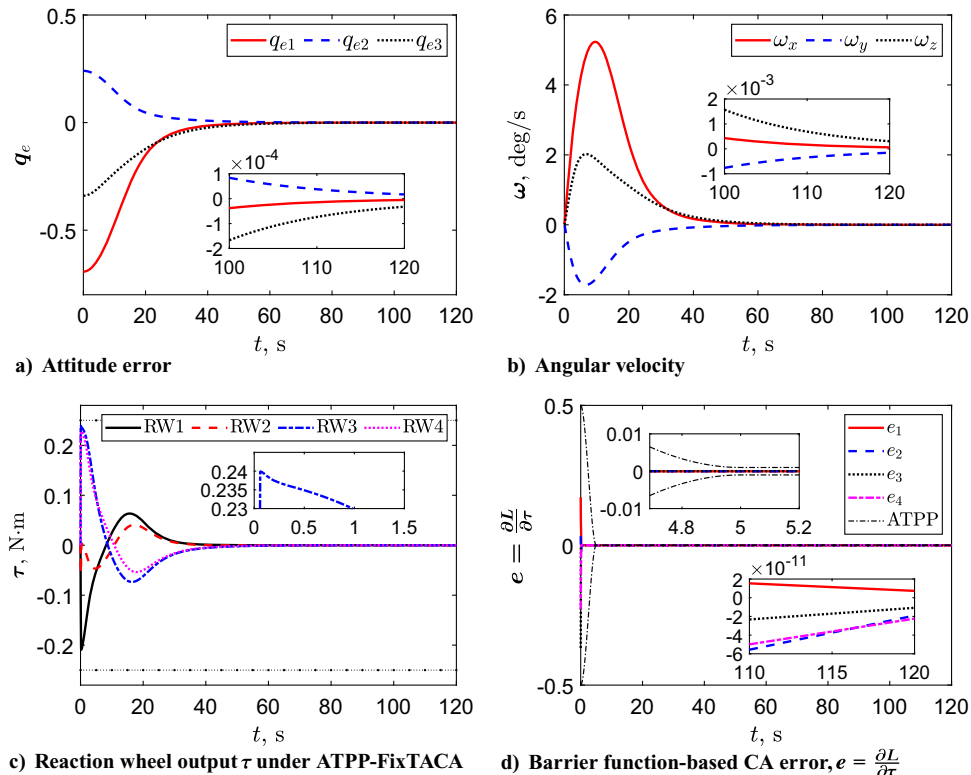 0.5
0
-0.5
q_e
q_e1 q_e2 q_e3
×10^-4
1
0
-1
-2
100 110 120
0 20 40 60 80 100 120
t, s
a) Attitude error
6
4
2
0
-2
ω, deg/s
ω_x ω_y ω_z
×10^-3
2
1
0
-1
100 110 120
0 20 40 60 80 100 120
t, s
b) Angular velocity
0.2
0.1
0
-0.1
-0.2
τ, N·m
RW1 RW2 RW3 RW4
0.24
0.235
0.23
0 0.5 1 1.5
0 20 40 60 80 100 120
t, s
c) Reaction wheel output τ under ATPP-FixTACA
0.5
0
-0.5
e = ∂L/∂τ
e_1
e_2
e_3
e_4
ATPP
0.01
0
-0.01
4.8 5 5.2
×10^-11
2
0
-2
-4
-6
110 115 120
0 20 40 60 80 100 120
t, s
d) Barrier function-based CA error, e = ∂L/∂τ